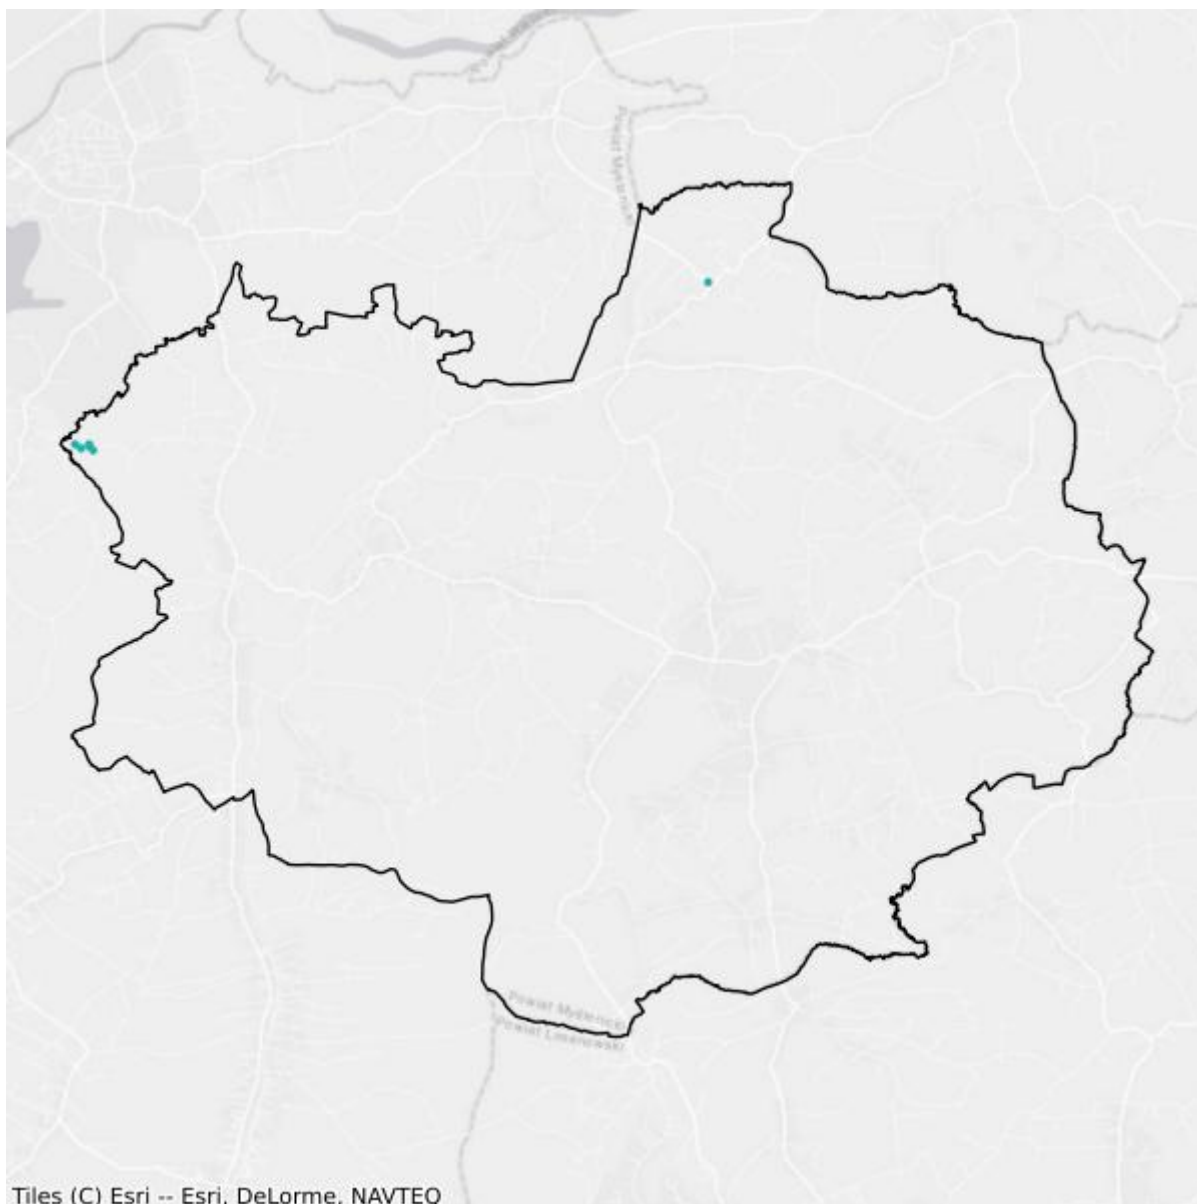 Powiat Myślenicki
Powiat Myślenicki
Powiat Limanowski
Tiles (C) Esri -- Esri, DeLorme, NAVTEQ